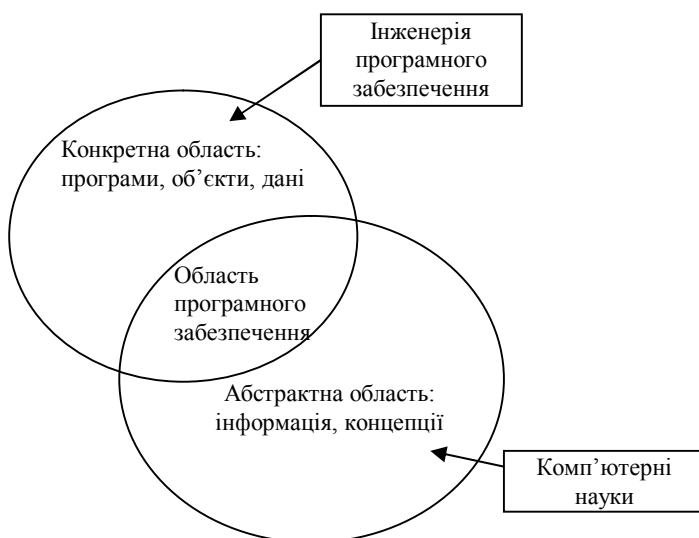 Інженерія
програмного
забезпечення
Конкретна область:
програми, об’єкти, дані
Область
програмного
забезпечення
Абстрактна область:
інформація, концепції
Комп’ютерні
науки